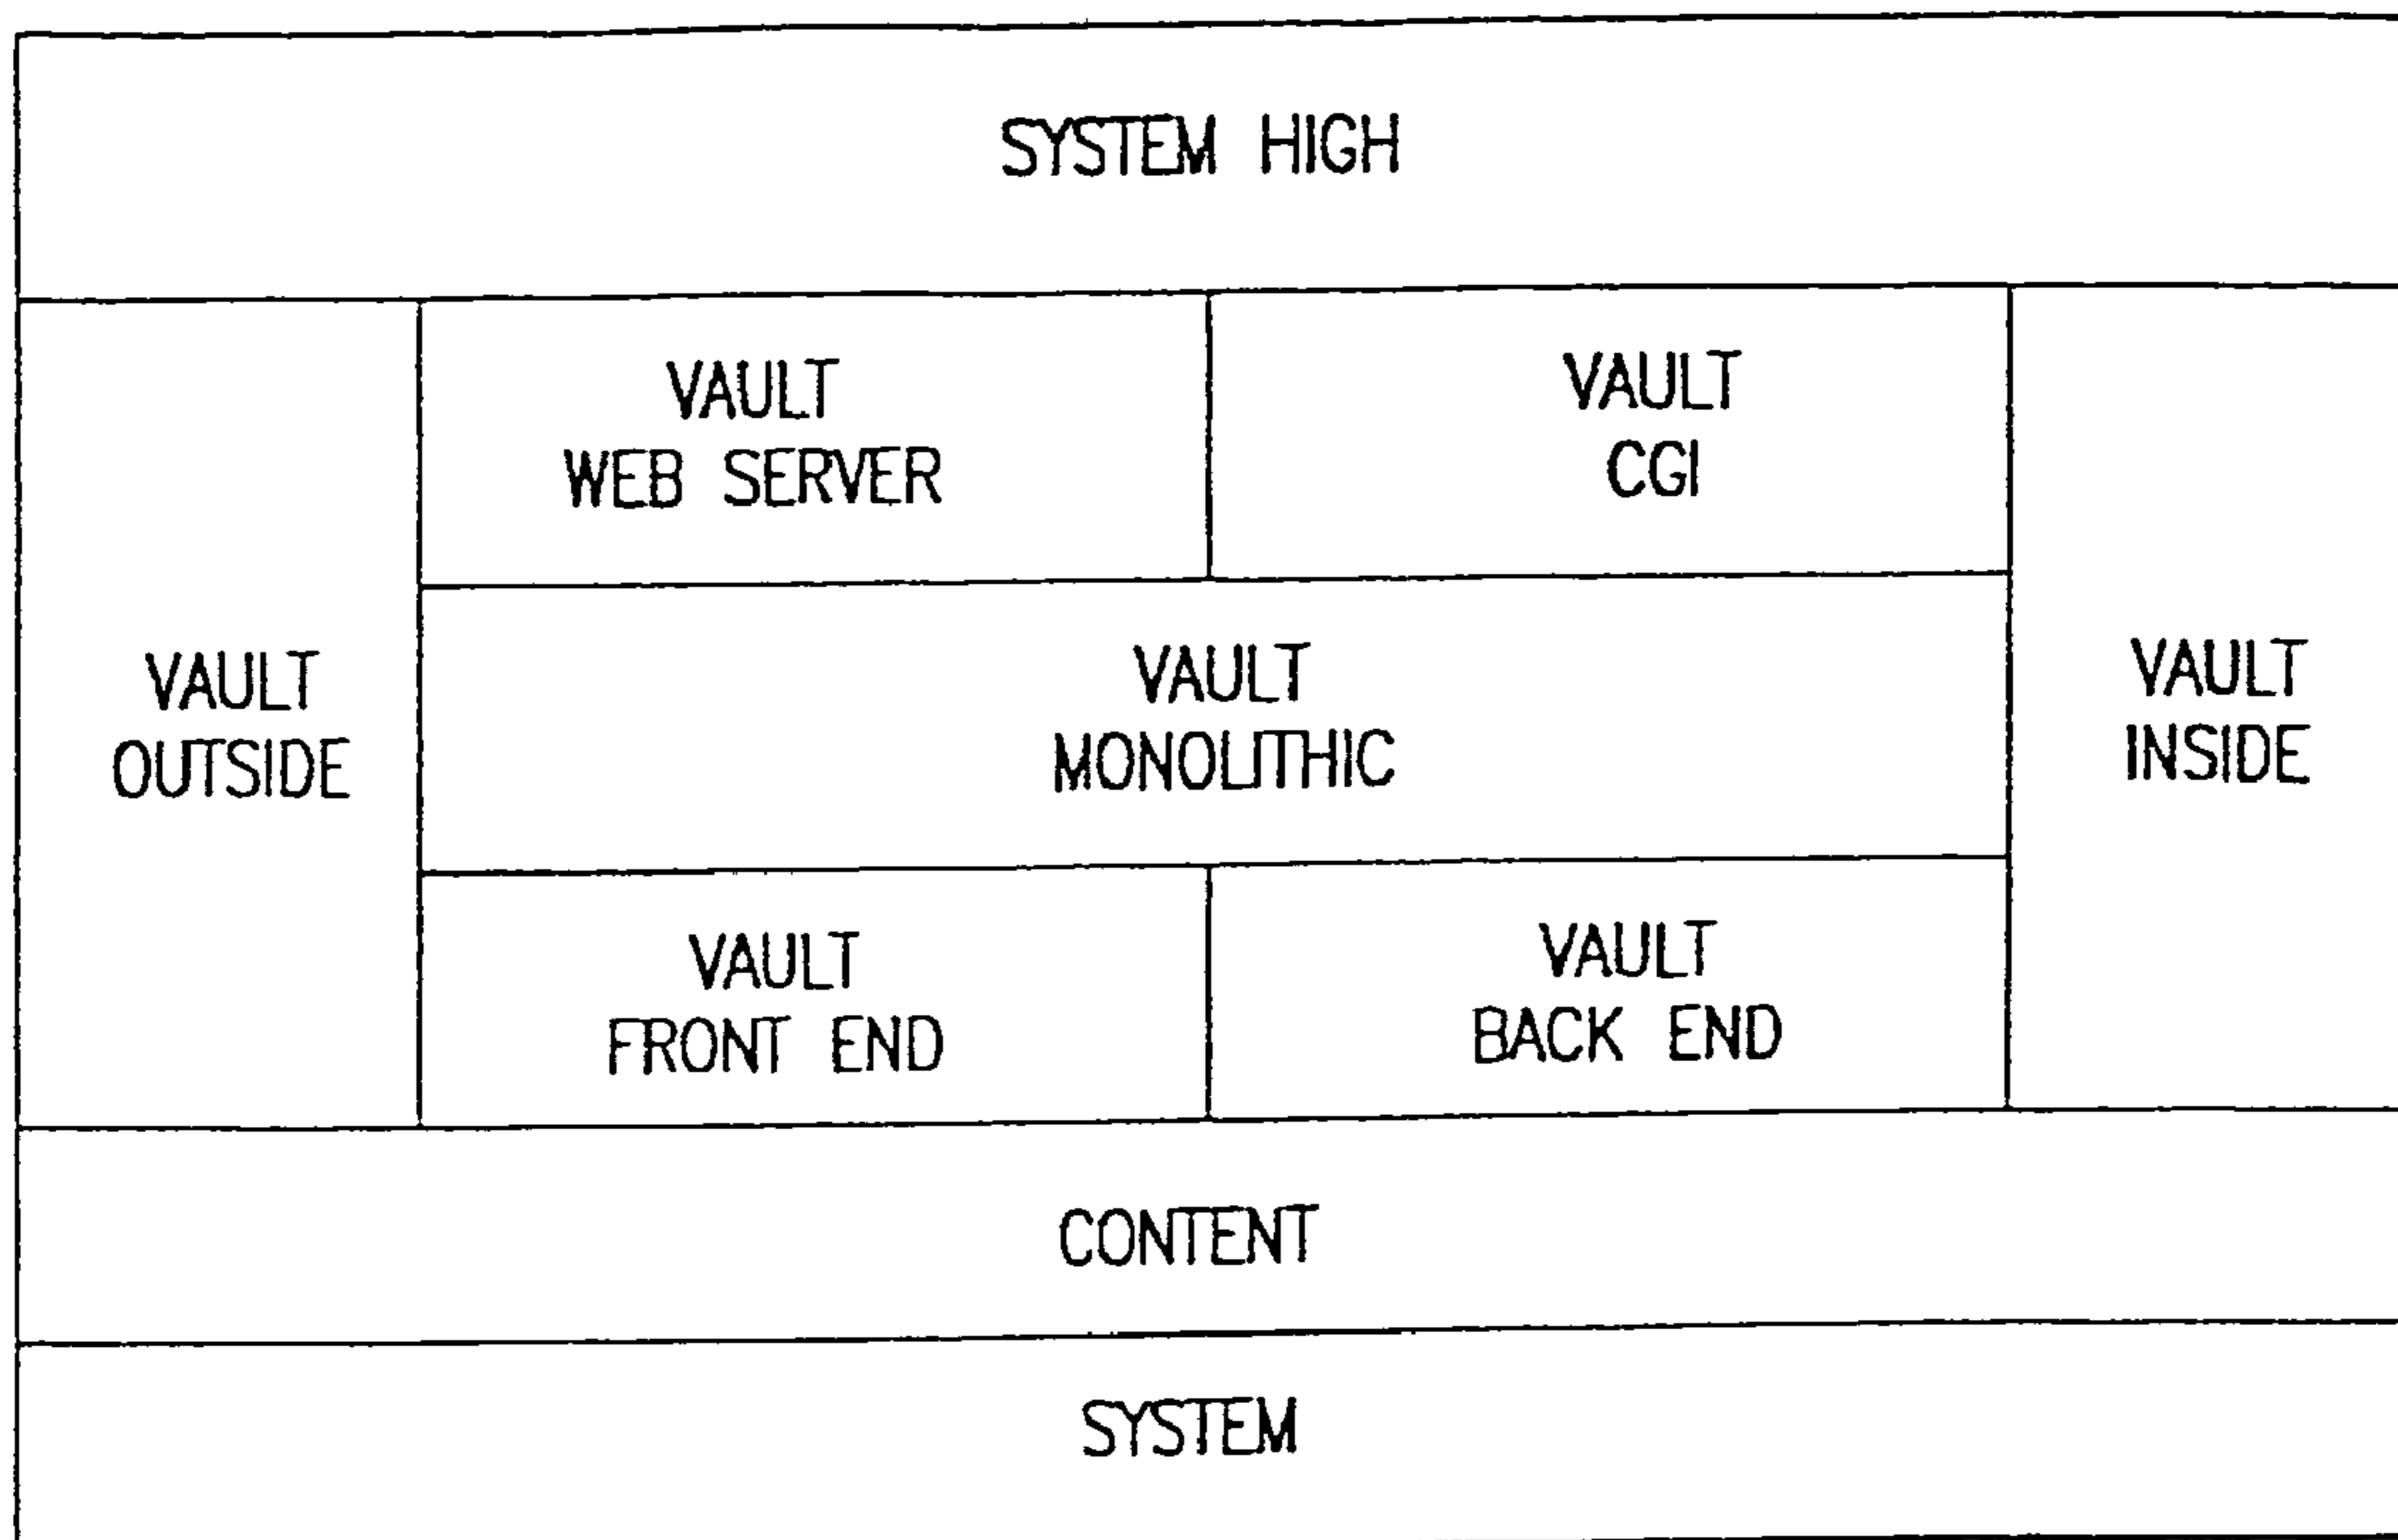 SYSTEM HIGH
VAULT
WEB SERVER
VAULT
CGI
VAULT
OUTSIDE
VAULT
MONOLITHIC
VAULT
INSIDE
VAULT
FRONT END
VAULT
BACK END
CONTENT
SYSTEM